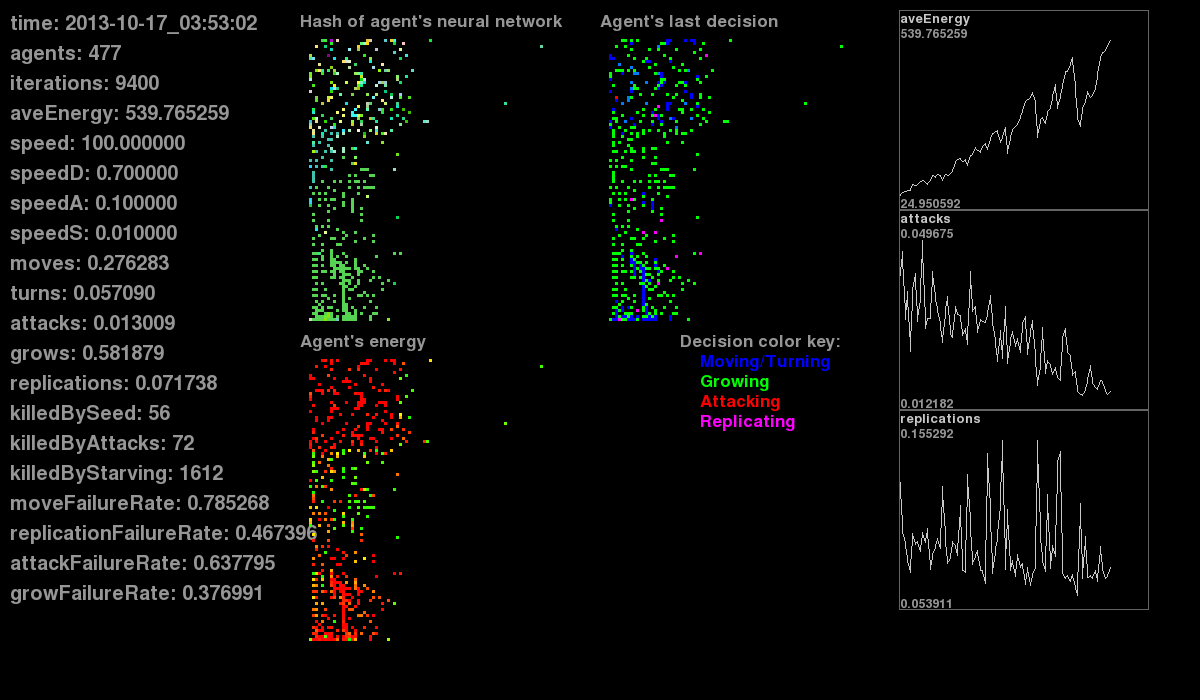 time: 2013-10-17_03:53:02
agents: 477
iterations: 9400
aveEnergy: 539.765259
speed: 100.000000
speedD: 0.700000
speedA: 0.100000
speedS: 0.010000
moves: 0.276283
turns: 0.057090
attacks: 0.013009
grows: 0.581879
replications: 0.071738
killedBySeed: 56
killedByAttacks: 72
killedByStarving: 1612
moveFailureRate: 0.785268
replicationFailureRate: 0.467396
attackFailureRate: 0.637795
growFailureRate: 0.376991
Hash of agent's neural network
Agent's energy
Agent's last decision
Decision color key:
Moving/Turning
Growing
Attacking
Replicating
aveEnergy
539.765259
24.950592
attacks
0.049675
0.012182
replications
0.155292
0.053911